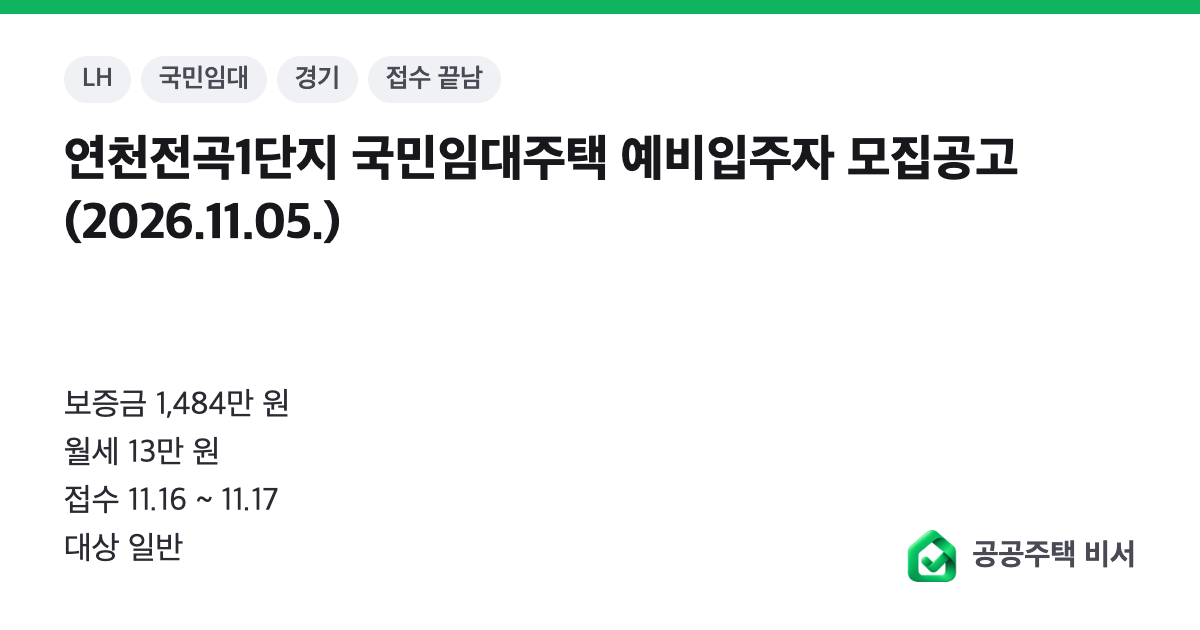 LH 국민임대 경기 접수 끝남
연천전곡1단지 국민임대주택 예비입주자 모집공고
(2026.11.05.)
보증금 1,484만 원
월세 13만 원
접수 11.16 ~ 11.17
대상 일반
공공주택 비서